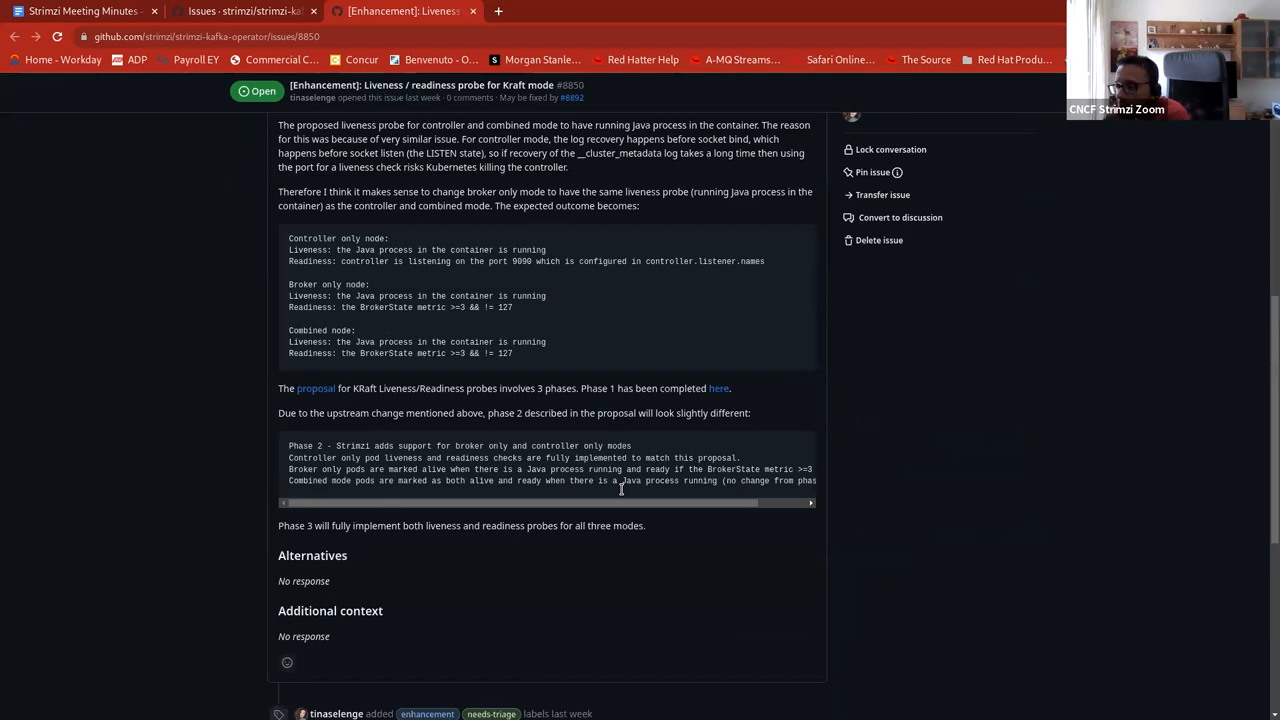 Strimzi Meeting Minutes -
Issues · strimzi/strimzi-kaf
[Enhancement]: Liveness
github.com/strimzi/strimzi-kafka-operator/issues/8850
Home - Workday
ADP
Payroll EY
Commercial C...
Concur
Benvenuto - O...
Morgan Stanle...
Red Hatter Help
A-MQ Streams...
Safari Online...
The Source
Red Hat Produ...
CNCF Strimzi Zoom
Open
[Enhancement]: Liveness / readiness probe for Kraft mode #8850
tinaselenge opened this issue last week · 0 comments · May be fixed by #8892
The proposed liveness probe for controller and combined mode to have running Java process in the container. The reason
for this was because of very similar issue. For controller mode, the log recovery happens before socket bind, which
happens before socket listen (the LISTEN state), so if recovery of the __cluster_metadata log takes a long time then using
the port for a liveness check risks Kubernetes killing the controller.
Therefore I think it makes sense to change broker only mode to have the same liveness probe (running Java process in the
container) as the controller and combined mode. The expected outcome becomes:
Controller only node:
Liveness: the Java process in the container is running
Readiness: controller is listening on the port 9090 which is configured in controller.listener.names
Broker only node:
Liveness: the Java process in the container is running
Readiness: the BrokerState metric >=3 && != 127
Combined node:
Liveness: the Java process in the container is running
Readiness: the BrokerState metric >=3 && != 127
The proposal for KRaft Liveness/Readiness probes involves 3 phases. Phase 1 has been completed here.
Due to the upstream change mentioned above, phase 2 described in the proposal will look slightly different:
Phase 2 - Strimzi adds support for broker only and controller only modes
Controller only pod liveness and readiness checks are fully implemented to match this proposal.
Broker only pods are marked alive when there is a Java process running and ready if the BrokerState metric >=3
Combined mode pods are marked as both alive and ready when there is a Java process running (no change from phas
Phase 3 will fully implement both liveness and readiness probes for all three modes.
Alternatives
No response
Additional context
No response
tinaselenge added enhancement needs-triage labels last week
Lock conversation
Pin issue
Transfer issue
Convert to discussion
Delete issue